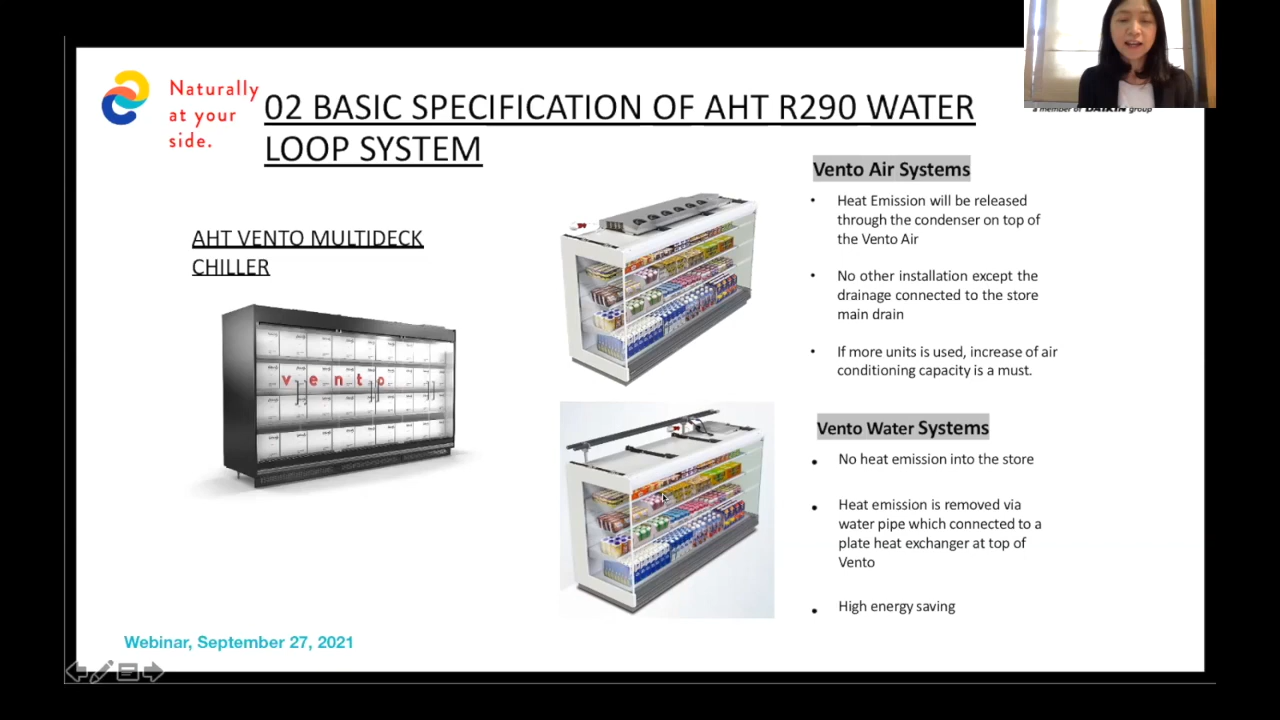 Naturally
at your
side.
02 BASIC SPECIFICATION OF AHT R290 WATER
LOOP SYSTEM
a member of DAIKIN group
AHT VENTO MULTIDECK
CHILLER
vento
Vento Air Systems
• Heat Emission will be released
through the condenser on top of
the Vento Air
• No other installation except the
drainage connected to the store
main drain
• If more units is used, increase of air
conditioning capacity is a must.
Vento Water Systems
• No heat emission into the store
• Heat emission is removed via
water pipe which connected to a
plate heat exchanger at top of
Vento
• High energy saving
Webinar, September 27, 2021